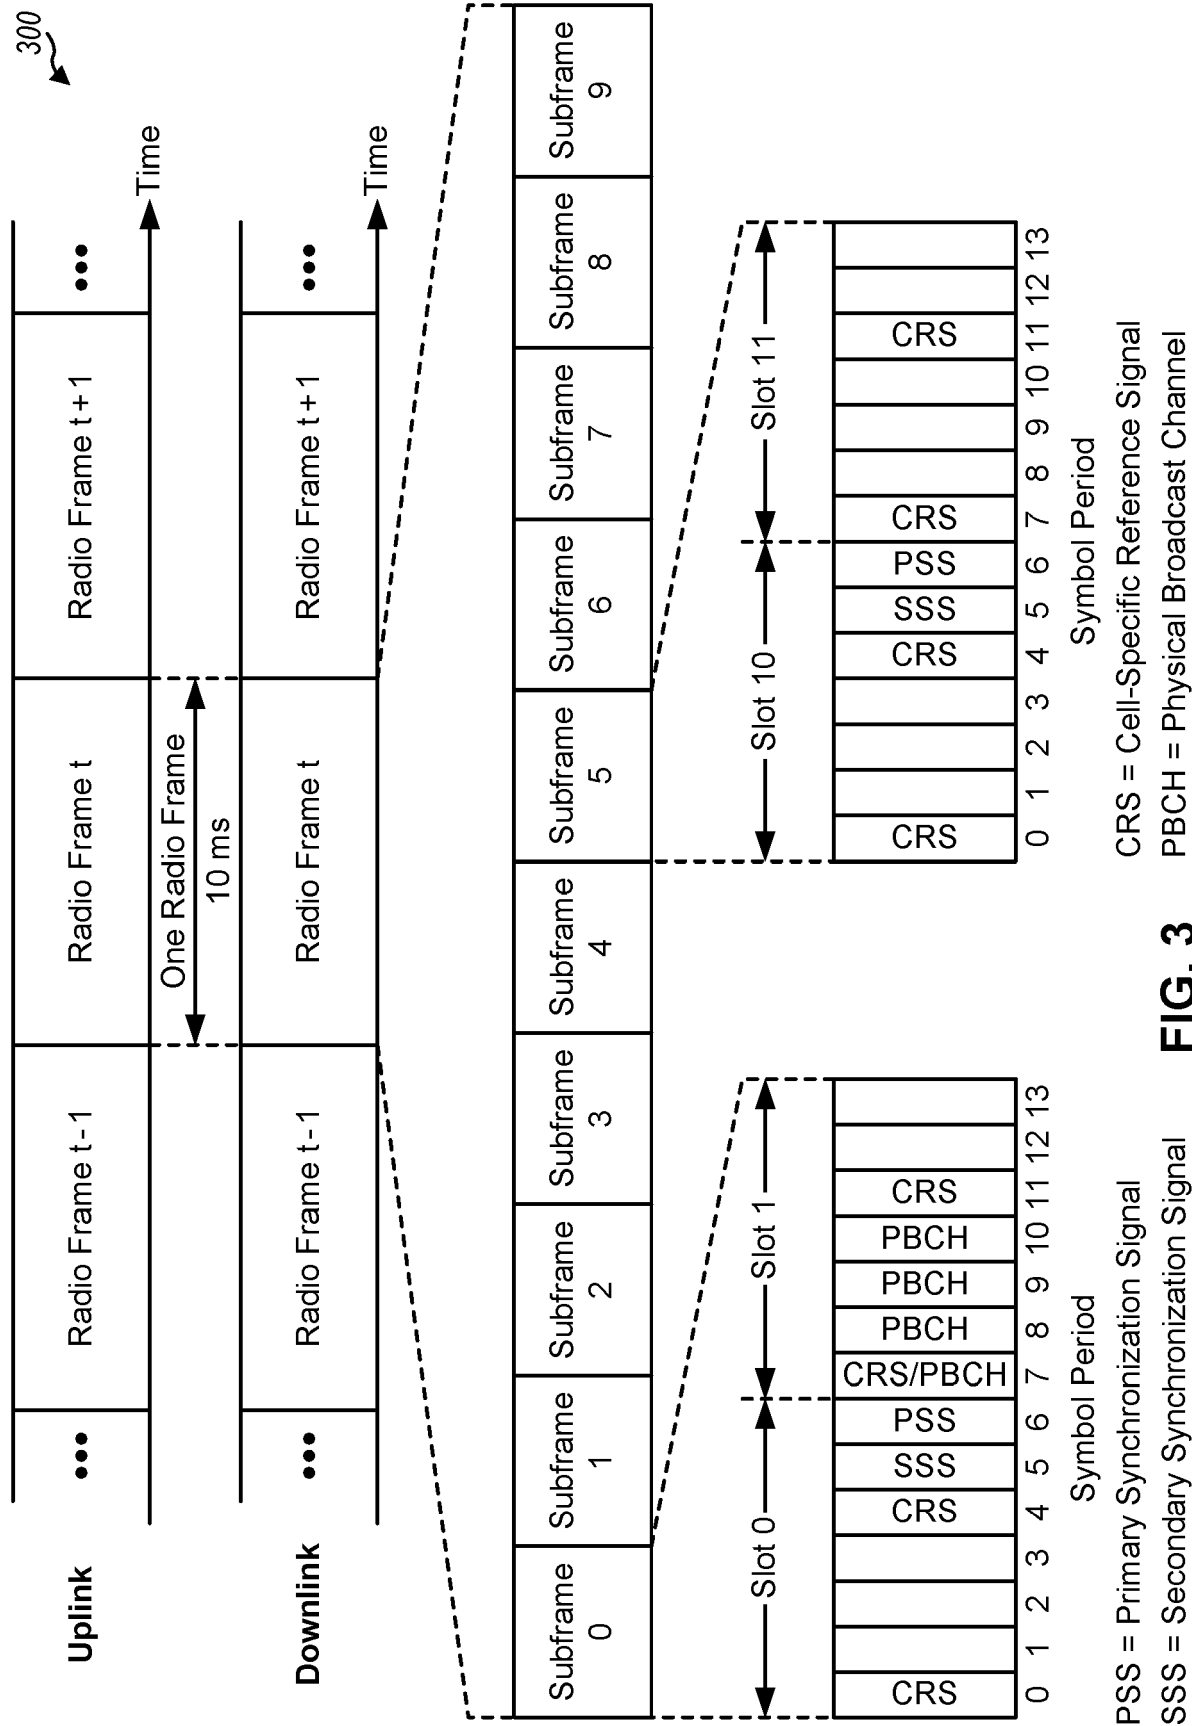 300
Uplink
••• Radio Frame t - 1 Radio Frame t Radio Frame t + 1 •••
Time
One Radio Frame
10 ms
Downlink
••• Radio Frame t - 1 Radio Frame t Radio Frame t + 1 •••
Time
Subframe 0 Subframe 1 Subframe 2 Subframe 3 Subframe 4 Subframe 5 Subframe 6 Subframe 7 Subframe 8 Subframe 9
Slot 0 Slot 1
CRS CRS SSS PSS CRS/PBCH PBCH PBCH PBCH CRS
0 1 2 3 4 5 6 7 8 9 10 11 12 13
Symbol Period
Slot 10 Slot 11
CRS CRS SSS PSS CRS CRS
0 1 2 3 4 5 6 7 8 9 10 11 12 13
Symbol Period
PSS = Primary Synchronization Signal
SSS = Secondary Synchronization Signal
CRS = Cell-Specific Reference Signal
PBCH = Physical Broadcast Channel
FIG. 3